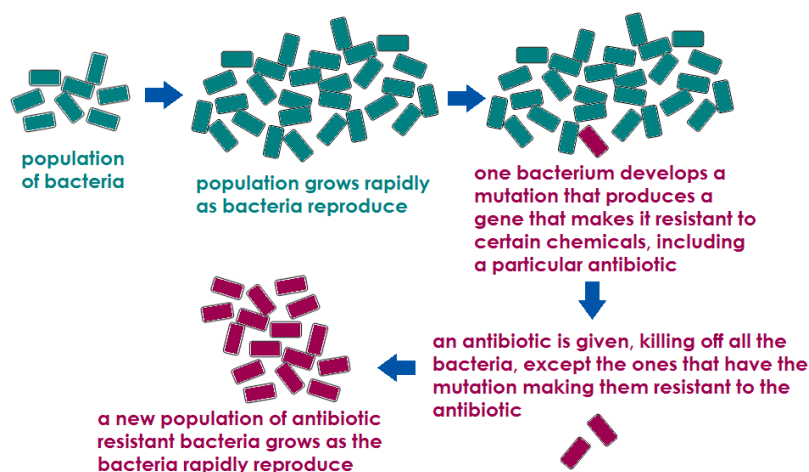 population
of bacteria
population grows rapidly
as bacteria reproduce
one bacterium develops a
mutation that produces a
gene that makes it resistant to
certain chemicals, including
a particular antibiotic
an antibiotic is given, killing off all the
bacteria, except the ones that have the
mutation making them resistant to the
antibiotic
a new population of antibiotic
resistant bacteria grows as the
bacteria rapidly reproduce